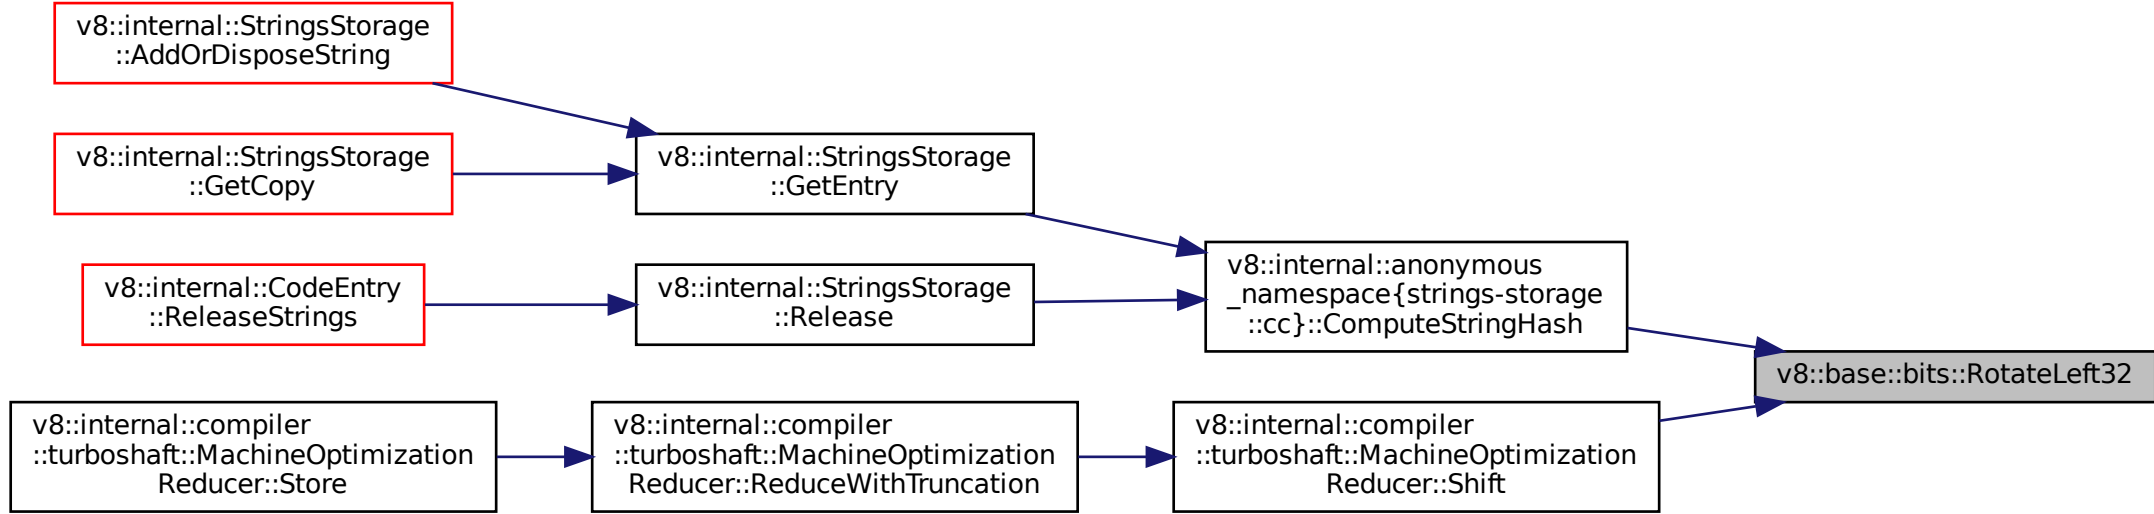 v8::internal::StringsStorage
::AddOrDisposeString
v8::internal::StringsStorage
::GetCopy
v8::internal::StringsStorage
::GetEntry
v8::internal::anonymous
_namespace{strings-storage
::cc}::ComputeStringHash
v8::internal::CodeEntry
::ReleaseStrings
v8::internal::StringsStorage
::Release
v8::base::bits::RotateLeft32
v8::internal::compiler
::turboshaft::MachineOptimization
Reducer::Store
v8::internal::compiler
::turboshaft::MachineOptimization
Reducer::ReduceWithTruncation
v8::internal::compiler
::turboshaft::MachineOptimization
Reducer::Shift